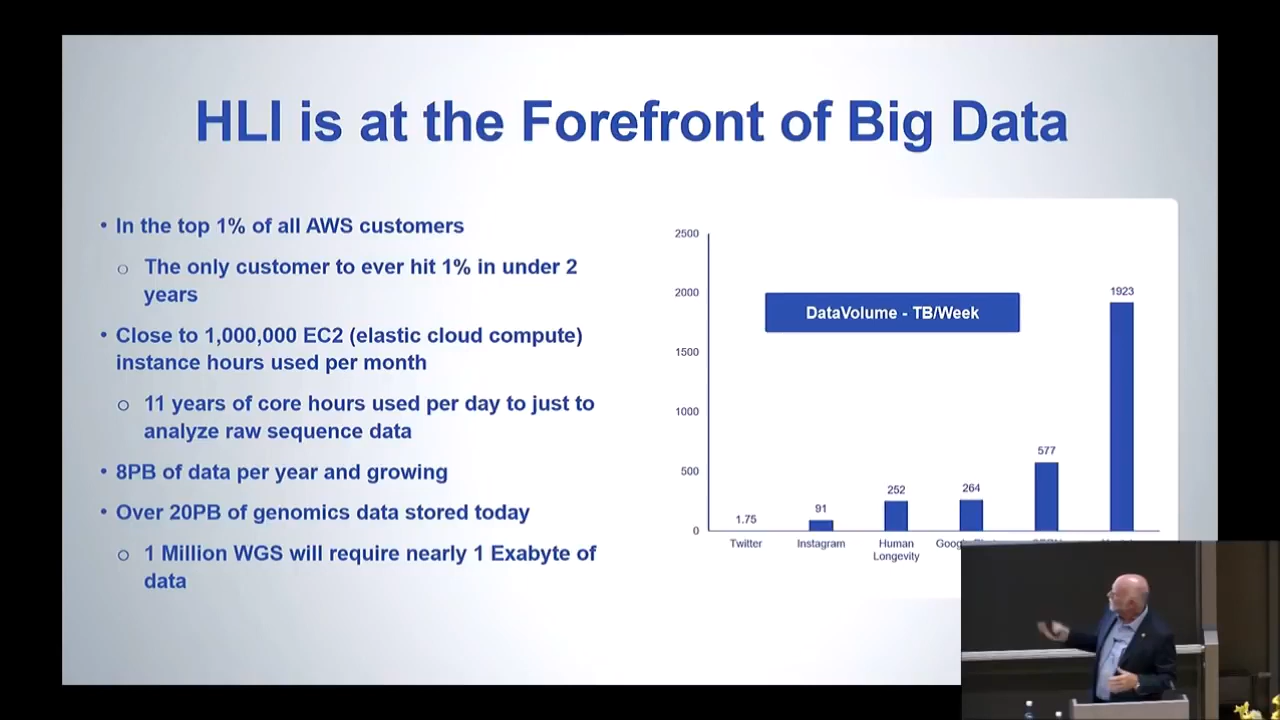 HLI is at the Forefront of Big Data
• In the top 1% of all AWS customers
o The only customer to ever hit 1% in under 2
years
• Close to 1,000,000 EC2 (elastic cloud compute)
instance hours used per month
o 11 years of core hours used per day to just to
analyze raw sequence data
• 8PB of data per year and growing
• Over 20PB of genomics data stored today
o 1 Million WGS will require nearly 1 Exabyte of
data
DataVolume - TB/Week
2500
2000
1500
1000
500
0
1.75
91
252
264
577
1923
Twitter
Instagram
Human
Longevity